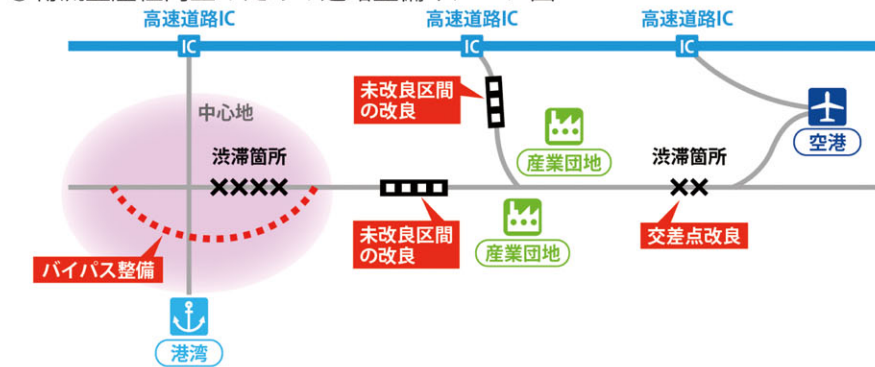 高速道路IC
高速道路IC
高速道路IC
IC
IC
IC
中心地
未改良区間
の改良
空港
渋滞箇所
産業団地
渋滞箇所
未改良区間
の改良
産業団地
交差点改良
バイパス整備
港湾